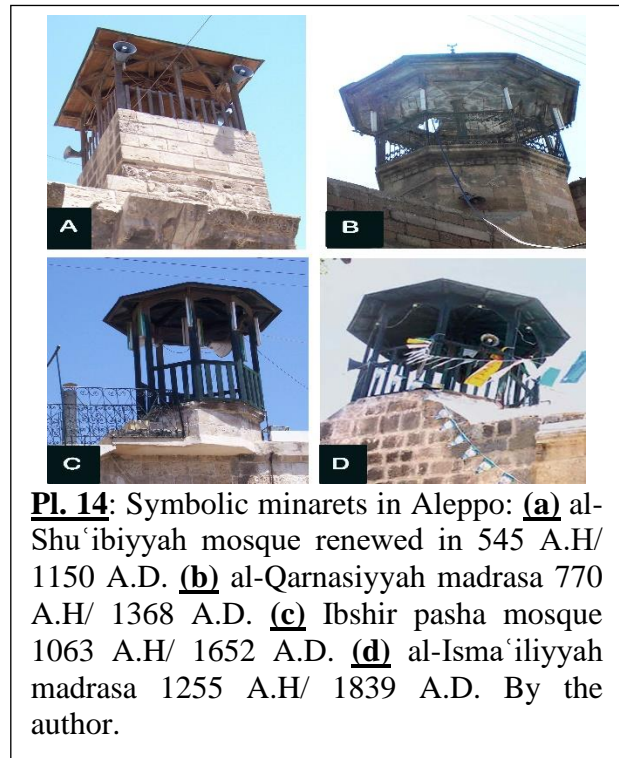 A
B
C
D
Pl. 14: Symbolic minarets in Aleppo: (a) al-
Shuʿibiyyah mosque renewed in 545 A.H/
1150 A.D. (b) al-Qarnasiyyah madrasa 770
A.H/ 1368 A.D. (c) Ibshir pasha mosque
1063 A.H/ 1652 A.D. (d) al-Ismaʿiliyyah
madrasa 1255 A.H/ 1839 A.D. By the
author.